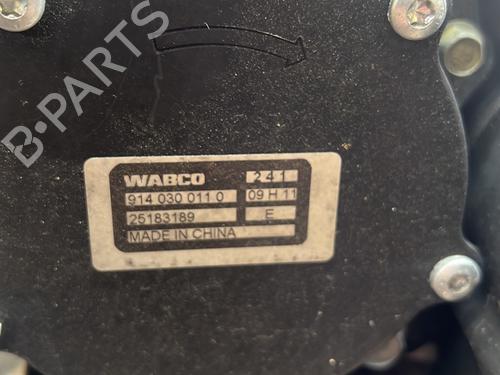 B-PARTS
WABCO 241
914 030 011 0 09 H 11
25183189 E
MADE IN CHINA